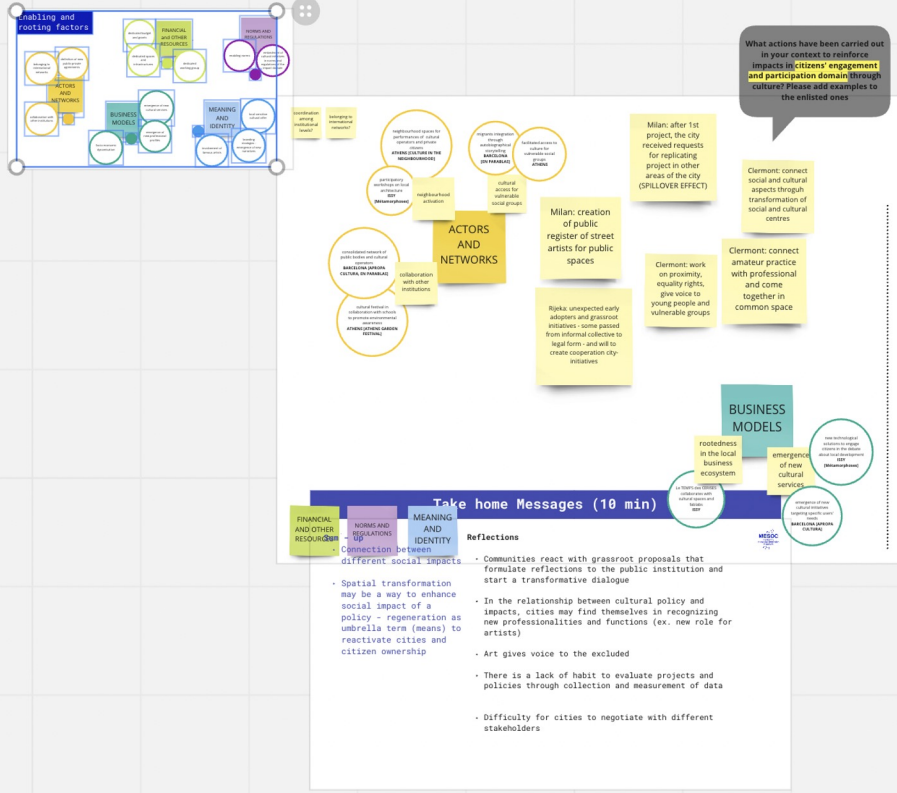 Enabling and
rooting factors
FINANCIAL
and OTHER
RESOURCES
NORMS AND
REGULATIONS
ACTORS
AND
NETWORKS
BUSINESS
MODELS
MEANING
AND
IDENTITY
What actions have been carried out
in your context to reinforce
impacts in citizens' engagement
and participation domain through
culture? Please add examples to
the enlisted ones
coordination
among
institutional
levels?
belonging to
international
networks?
neighbourhood spaces for
performances of cultural
operators and private
citizens
ATHENS [CULTURE IN THE
NEIGHBOURHOOD]
migrants integration
through
autobiographical
storytelling
BARCELONA
[EN PARABLAS]
facilitated access to
culture for
vulnerable social
groups
ATHENS
participatory
workshops on local
architecture
ISSY
[Métamorphoses]
neighbourhood
activation
cultural
access for
vulnerable
social groups
ACTORS
AND
NETWORKS
consolidated network of
public bodies and cultural
operators
BARCELONA [APROPA
CULTURA, EN PARABLAS]
collaboration
with other
institutions
cultural festival in
collaboration with schools
to promote environmental
awareness
ATHENS [ATHENS GARDEN
FESTIVAL]
Milan: after 1st
project, the city
received requests
for replicating
project in other
areas of the city
(SPILLOVER EFFECT)
Milan: creation
of public
register of street
artists for public
spaces
Clermont: connect
social and cultural
aspects throguh
transformation of
social and cultural
centres
Clermont: work
on proximity,
equality rights,
give voice to
young people and
vulnerable groups
Clermont: connect
amateur practice
with professional
and come
together in
common space
Rijeka: unexpected early
adopters and grassroot
initiatives - some passed
from informal collective to
legal form - and will to
create cooperation city-
initiatives
BUSINESS
MODELS
rootedness
in the local
business
ecosystem
emergence
of new
cultural
services
new technological
solutions to engage
citizens in the debate
about local development
ISSY
[Métamorphoses]
Le TEMPS des
collaborates with
cultural spaces and
ISSY
emergence of new
cultural initiatives
targeting specific users'
needs
BARCELONA [APROPA
CULTURA]
Take home Messages (10 min)
FINANCIAL
AND OTHER
RESOURCES
NORMS AND
REGULATIONS
MEANING
AND
IDENTITY
MESOC
Sum - up
- Connection between
different social impacts
- Spatial transformation
may be a way to enhance
social impact of a
policy - regeneration as
umbrella term (means) to
reactivate cities and
citizen ownership
Reflections
- Communities react with grassroot proposals that
formulate reflections to the public institution and
start a transformative dialogue
- In the relationship between cultural policy and
impacts, cities may find themselves in recognizing
new professionalities and functions (ex. new role for
artists)
- Art gives voice to the excluded
- There is a lack of habit to evaluate projects and
policies through collection and measurement of data
- Difficulty for cities to negotiate with different
stakeholders